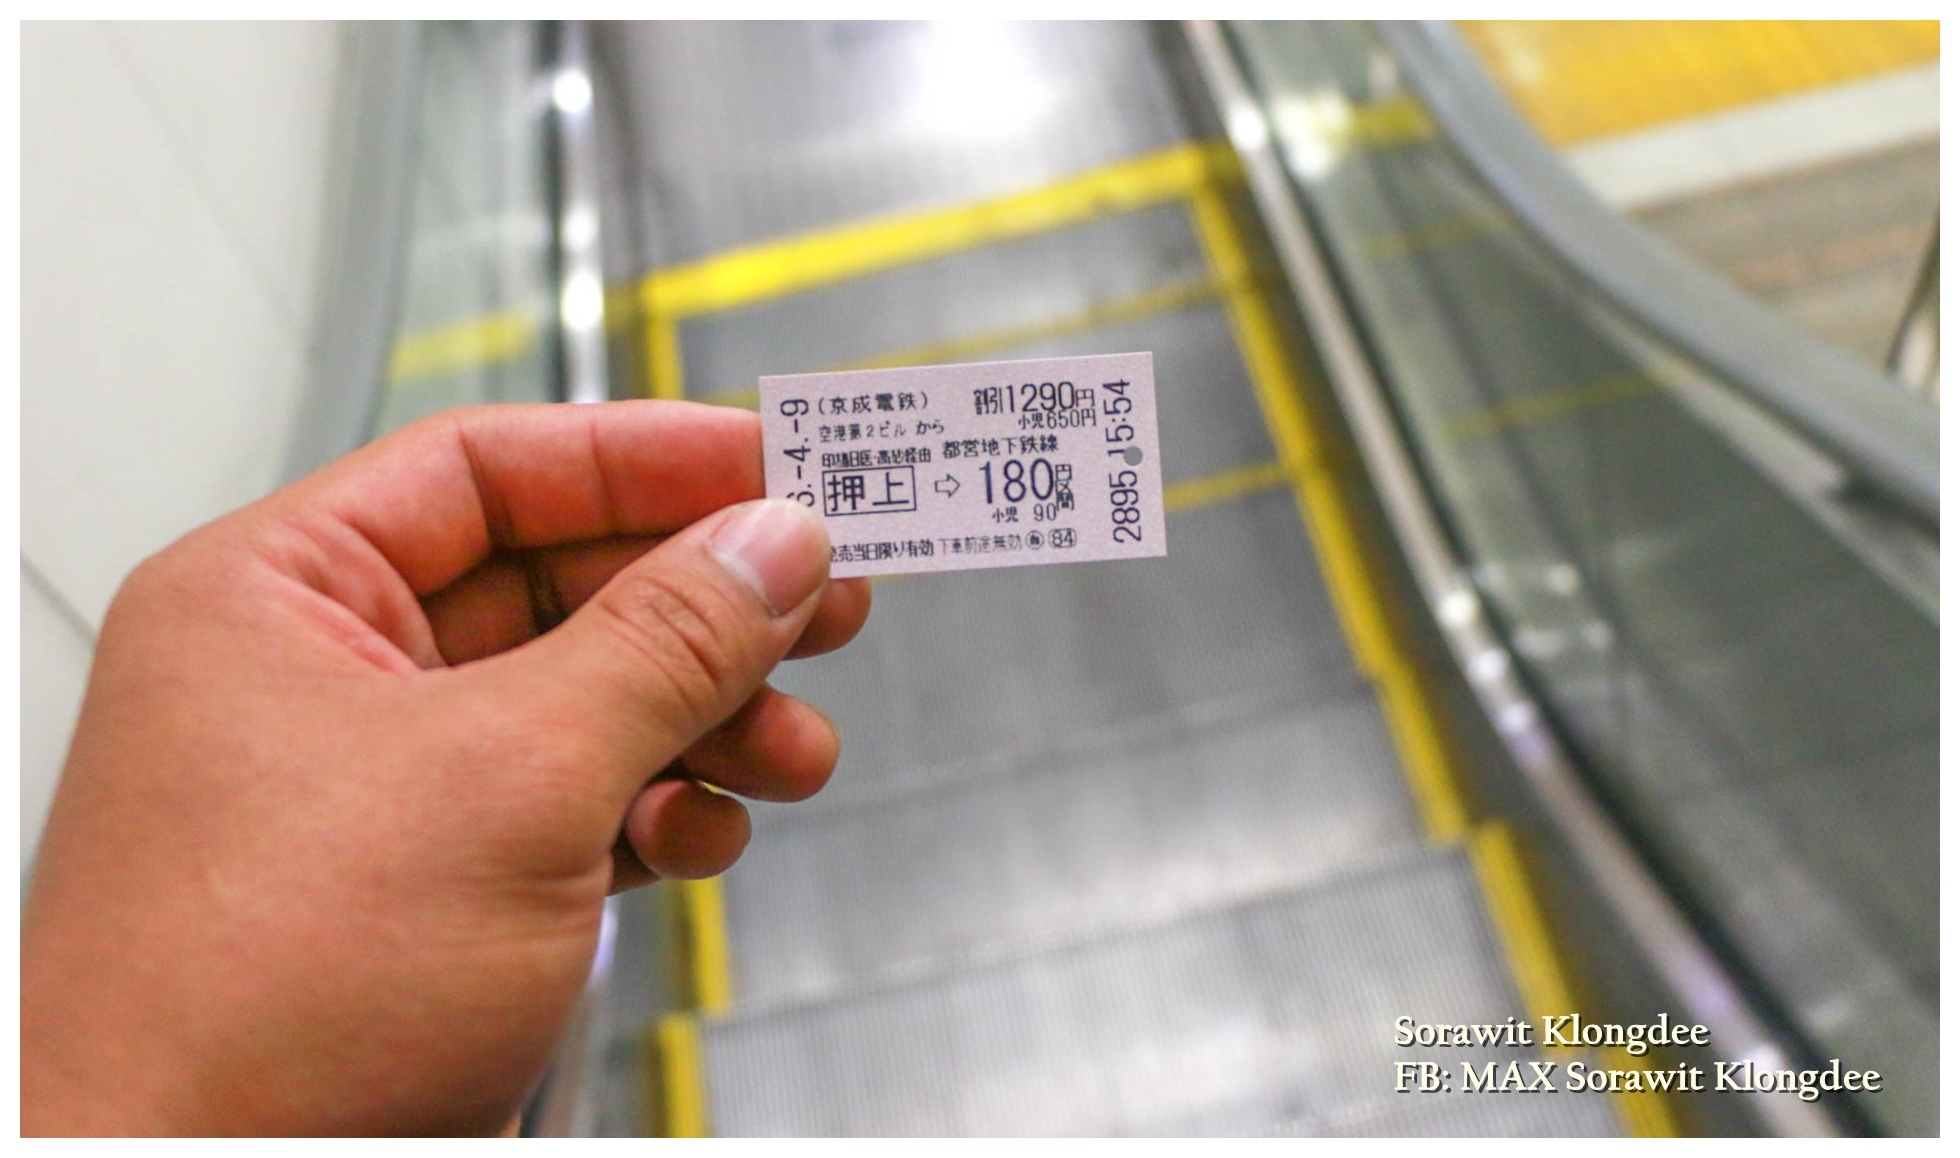 (京成電鉄) 割引1290円
空港第2ビル から 小児650円
印旛日医・高砂経由 都営地下鉄線
押上 ⇨ 180円区間
小児 90
発売当日限り有効 下車前途無効 84
-4.-9
2895 15:54
Sorawit Klongdee
FB: MAX Sorawit Klongdee